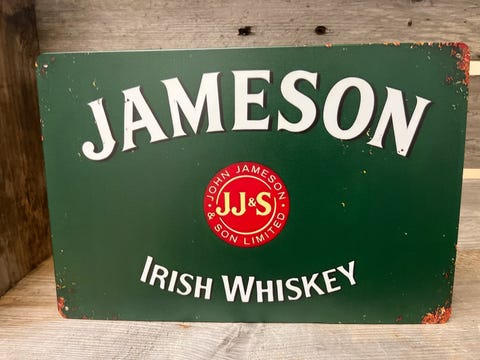 JAMESON
JOHN JAMESON
JJ&S
& SON LIMITED
IRISH WHISKEY